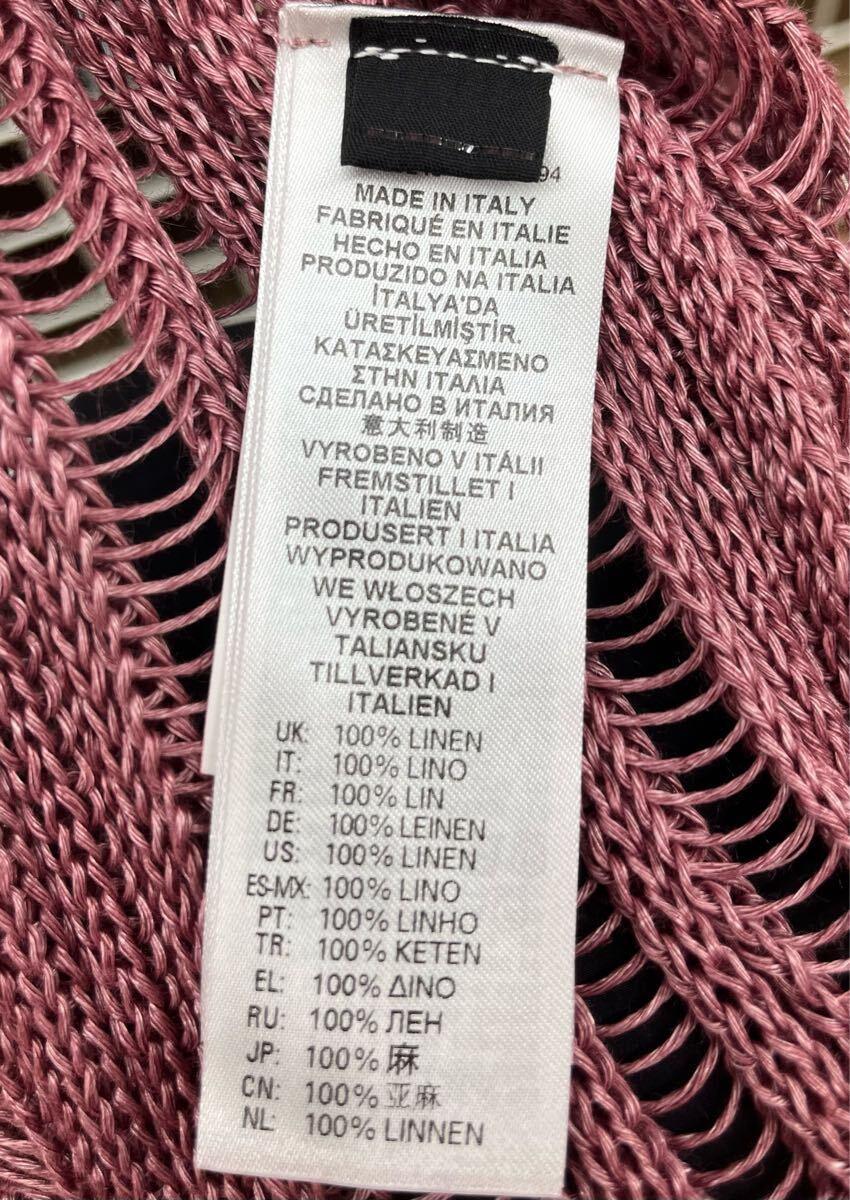 94
MADE IN ITALY
FABRIQUÉ EN ITALIE
HECHO EN ITALIA
PRODUZIDO NA ITALIA
İTALYA'DA
ÜRETİLMİŞTİR.
ΚΑΤΑΣΚΕΥΑΣΜΕΝΟ
ΣΤΗΝ ΙΤΑΛΙΑ
СДЕЛАНО В ИТАЛИЯ
意大利制造
VYROBENO V ITÁLII
FREMSTILLET I
ITALIEN
PRODUSERT I ITALIA
WYPRODUKOWANO
WE WŁOSZECH
VYROBENÉ V
TALIANSKU
TILLVERKAD I
ITALIEN
UK: 100% LINEN
IT: 100% LINO
FR: 100% LIN
DE: 100% LEINEN
US: 100% LINEN
ES-MX: 100% LINO
PT: 100% LINHO
TR: 100% KETEN
EL: 100% ΔΙΝΟ
RU: 100% ЛЕН
JP: 100% 麻
CN: 100% 亚麻
NL: 100% LINNEN